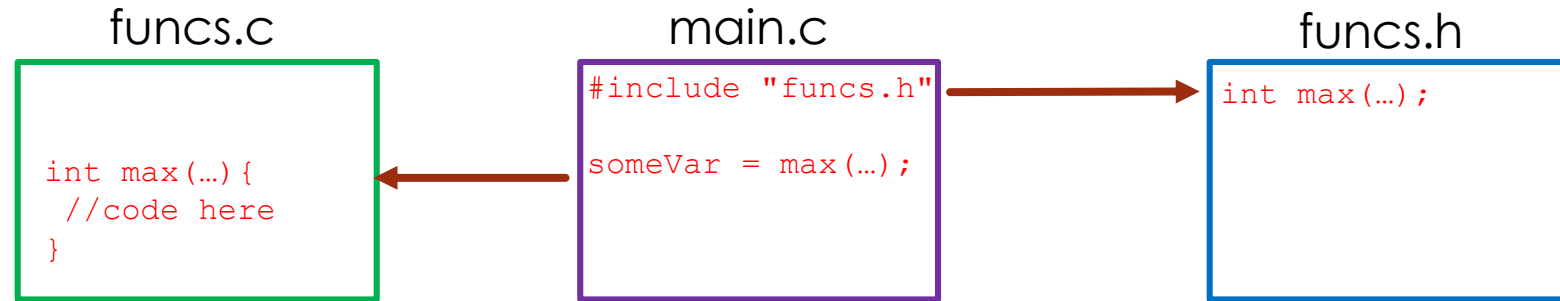 funcs.c
int max(…){
//code here
}
main.c
#include "funcs.h"
someVar = max(…);
funcs.h
int max(…);